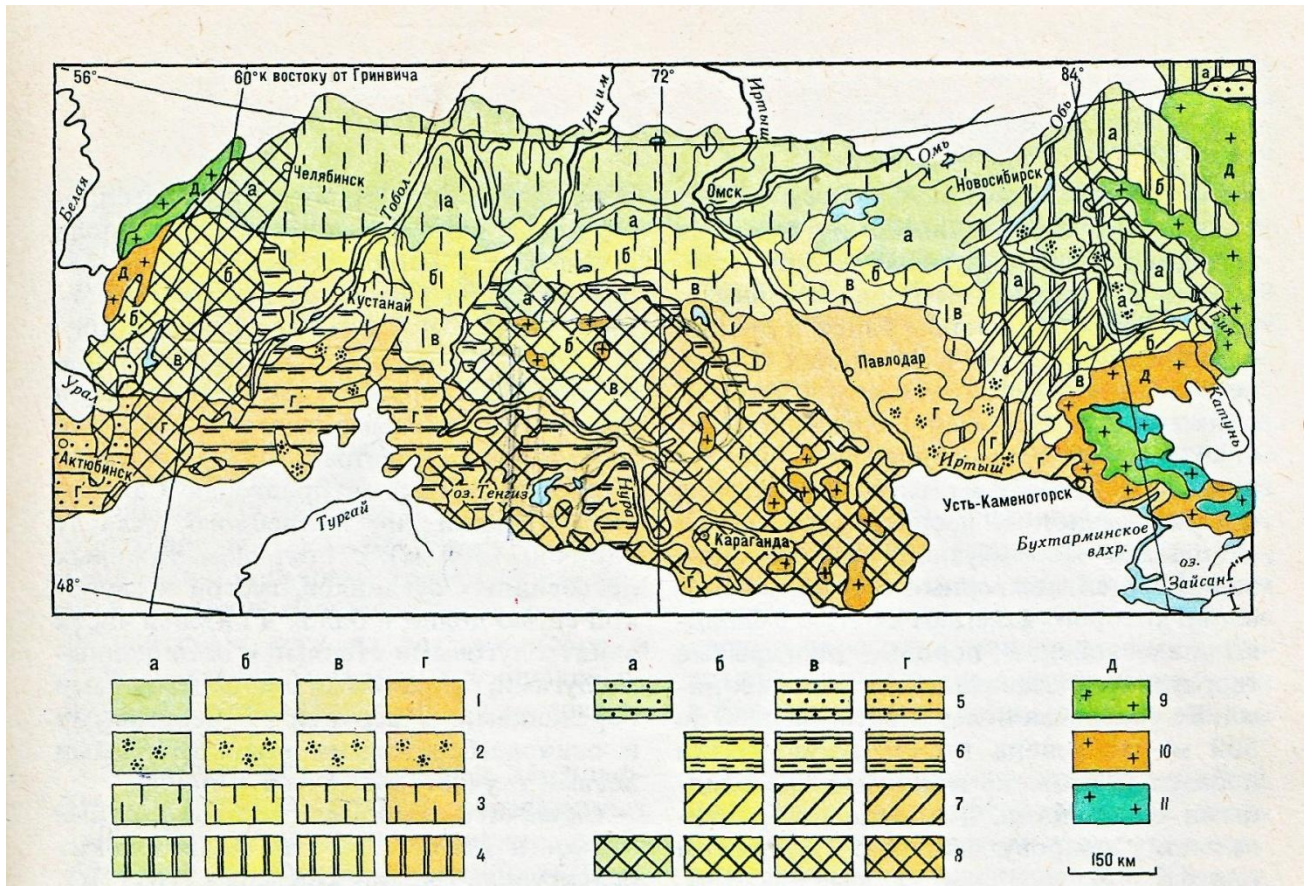 56°
60° к востоку от Гринвича
72°
84°
а
Ишим
Иртыш
Обь
Омь
Белая
Челябинск
Тобол
Омск
Новосибирск
а
а
а
а
а
а
б
д
д
а
а
а
а
б
б
б
б
д
Кустанай
в
в
а
б
Бия
б
в
в
в
Павлодар
в
д
Урал
г
г
г
г
г
Катунь
Актюбинск
г
Иртыш
г
оз. Тенгиз
Нура
Усть-Каменогорск
Тургай
Караганда
Бухтарминское
вдхр.
оз.
Зайсан
48°
г
а б в г а б в г д
1 5 9
2 6 10
3 7 11
4 8 150 км